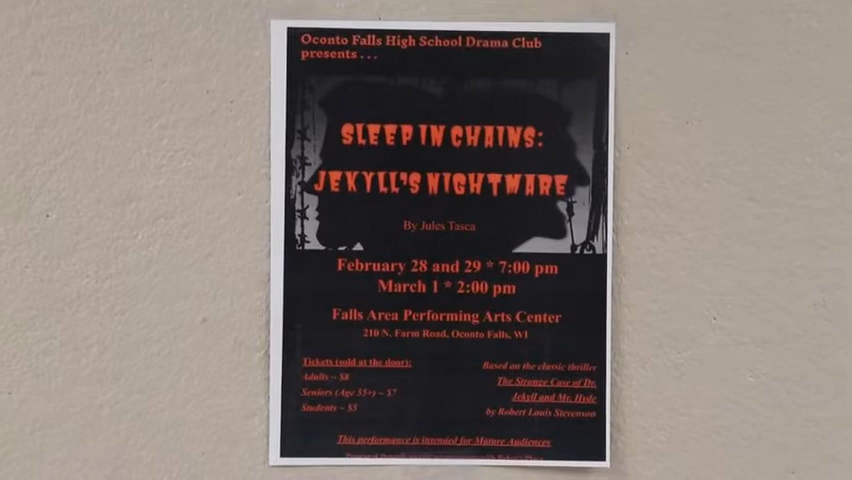 Oconto Falls High School Drama Club
presents . . .
SLEEP IN CHAINS:
JEKYLL'S NIGHTMARE
By Jules Tasca
February 28 and 29 * 7:00 pm
March 1 * 2:00 pm
Falls Area Performing Arts Center
210 N. Farm Road, Oconto Falls, WI
Tickets (sold at the door):
Adults ~ $8
Seniors (Age 55+) ~ $7
Students ~ $5
Based on the classic thriller
The Strange Case of Dr.
Jekyll and Mr. Hyde
by Robert Louis Stevenson
This performance is intended for Mature Audiences